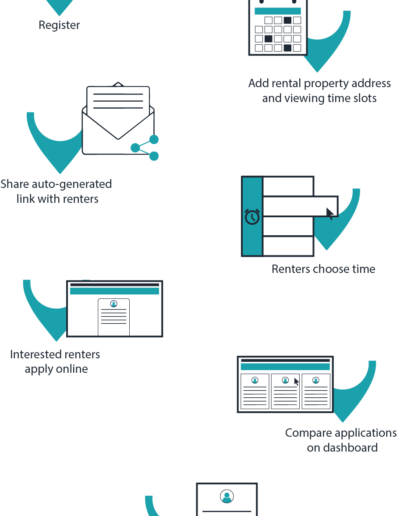 Register
Add rental property address
and viewing time slots
Share auto-generated
link with renters
Renters choose time
Interested renters
apply online
Compare applications
on dashboard